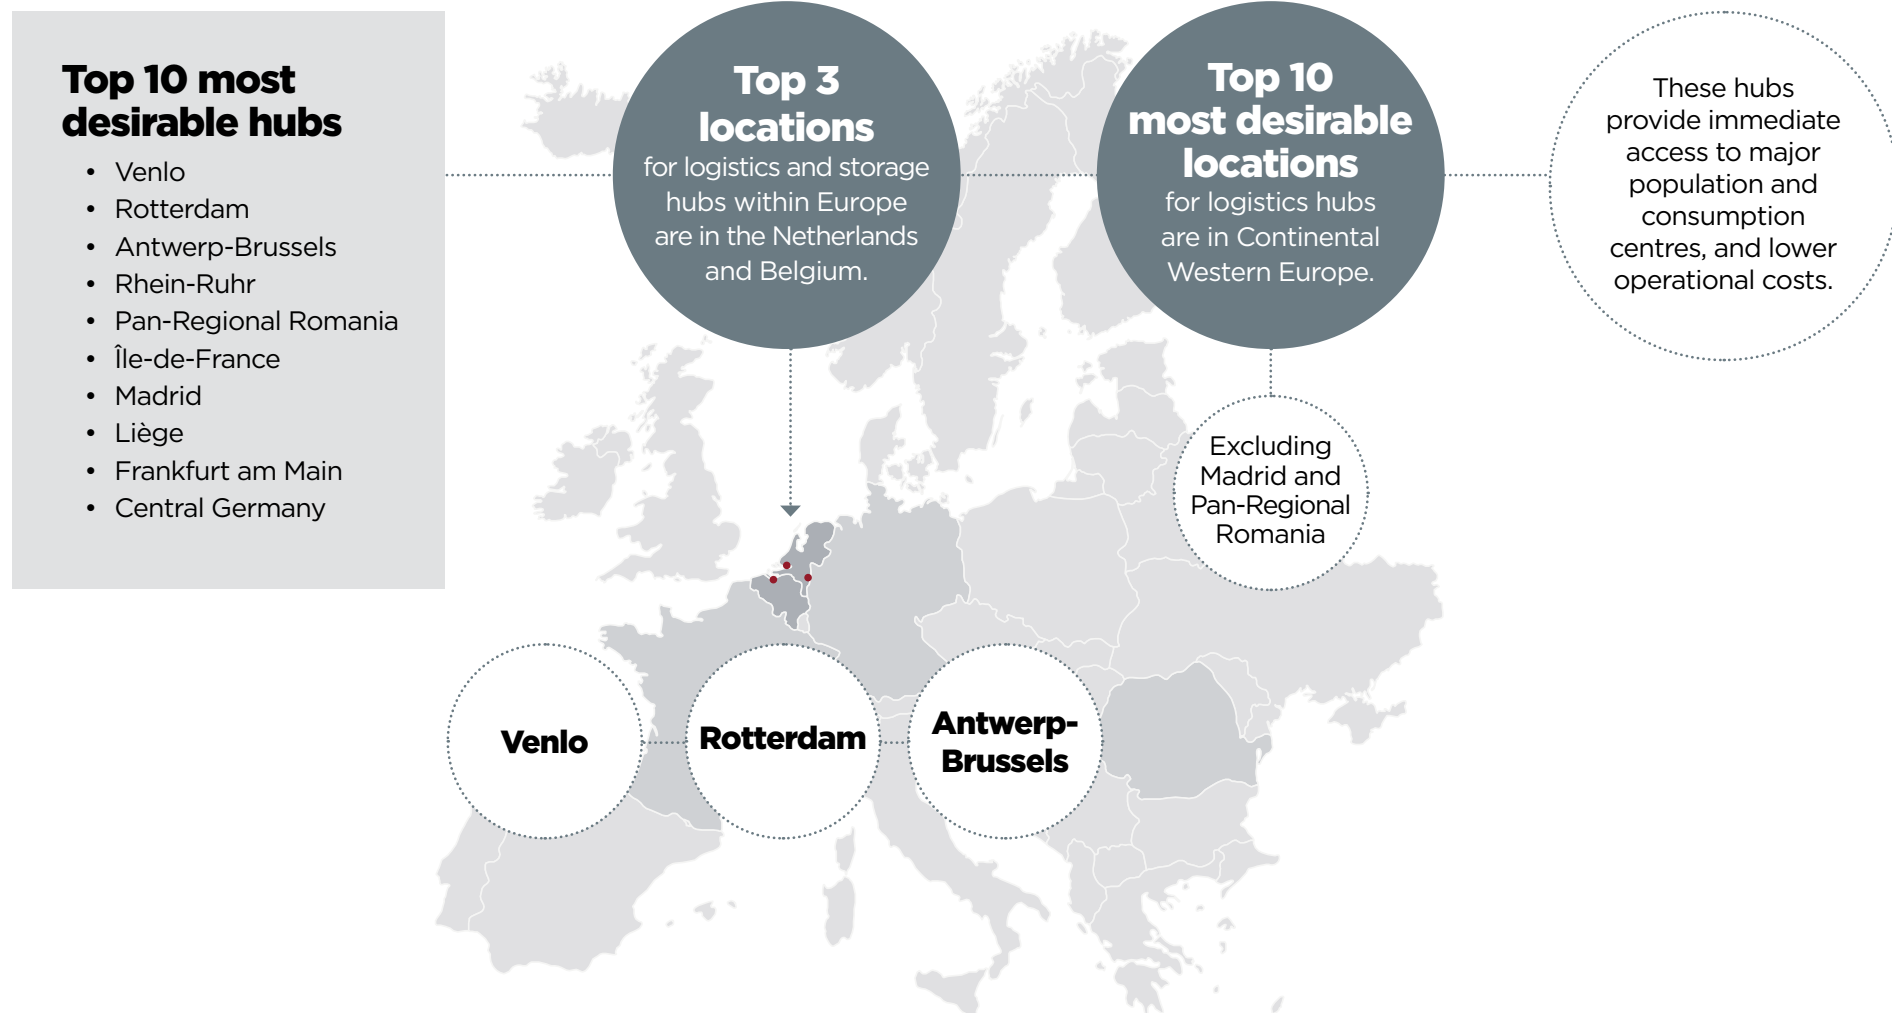 Top 10 most
desirable hubs
• Venlo
• Rotterdam
• Antwerp-Brussels
• Rhein-Ruhr
• Pan-Regional Romania
• Île-de-France
• Madrid
• Liège
• Frankfurt am Main
• Central Germany
Top 3
locations
for logistics and storage
hubs within Europe
are in the Netherlands
and Belgium.
Top 10
most desirable
locations
for logistics hubs
are in Continental
Western Europe.
These hubs
provide immediate
access to major
population and
consumption
centres, and lower
operational costs.
Excluding
Madrid and
Pan-Regional
Romania
Venlo
Rotterdam
Antwerp-
Brussels